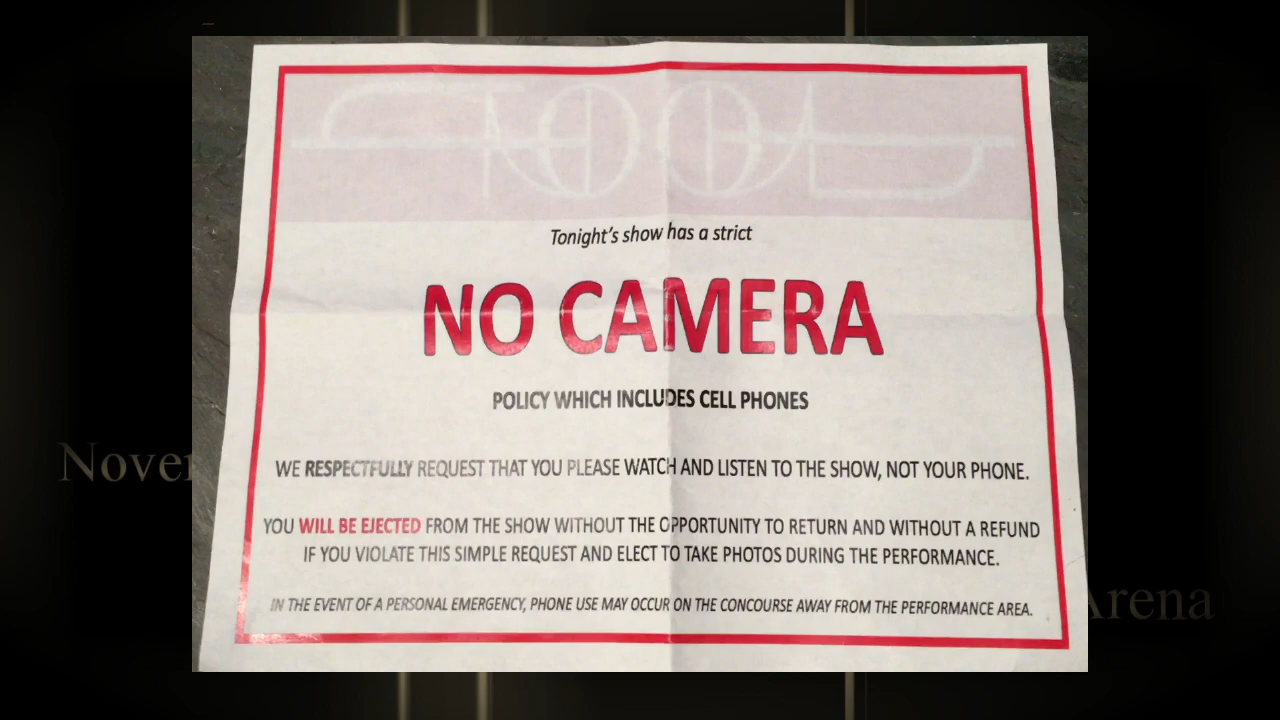 TOOL
Tonight's show has a strict
NO CAMERA
POLICY WHICH INCLUDES CELL PHONES
WE RESPECTFULLY REQUEST THAT YOU PLEASE WATCH AND LISTEN TO THE SHOW, NOT YOUR PHONE.
YOU WILL BE EJECTED FROM THE SHOW WITHOUT THE OPPORTUNITY TO RETURN AND WITHOUT A REFUND
IF YOU VIOLATE THIS SIMPLE REQUEST AND ELECT TO TAKE PHOTOS DURING THE PERFORMANCE.
IN THE EVENT OF A PERSONAL EMERGENCY, PHONE USE MAY OCCUR ON THE CONCOURSE AWAY FROM THE PERFORMANCE AREA.
Arena